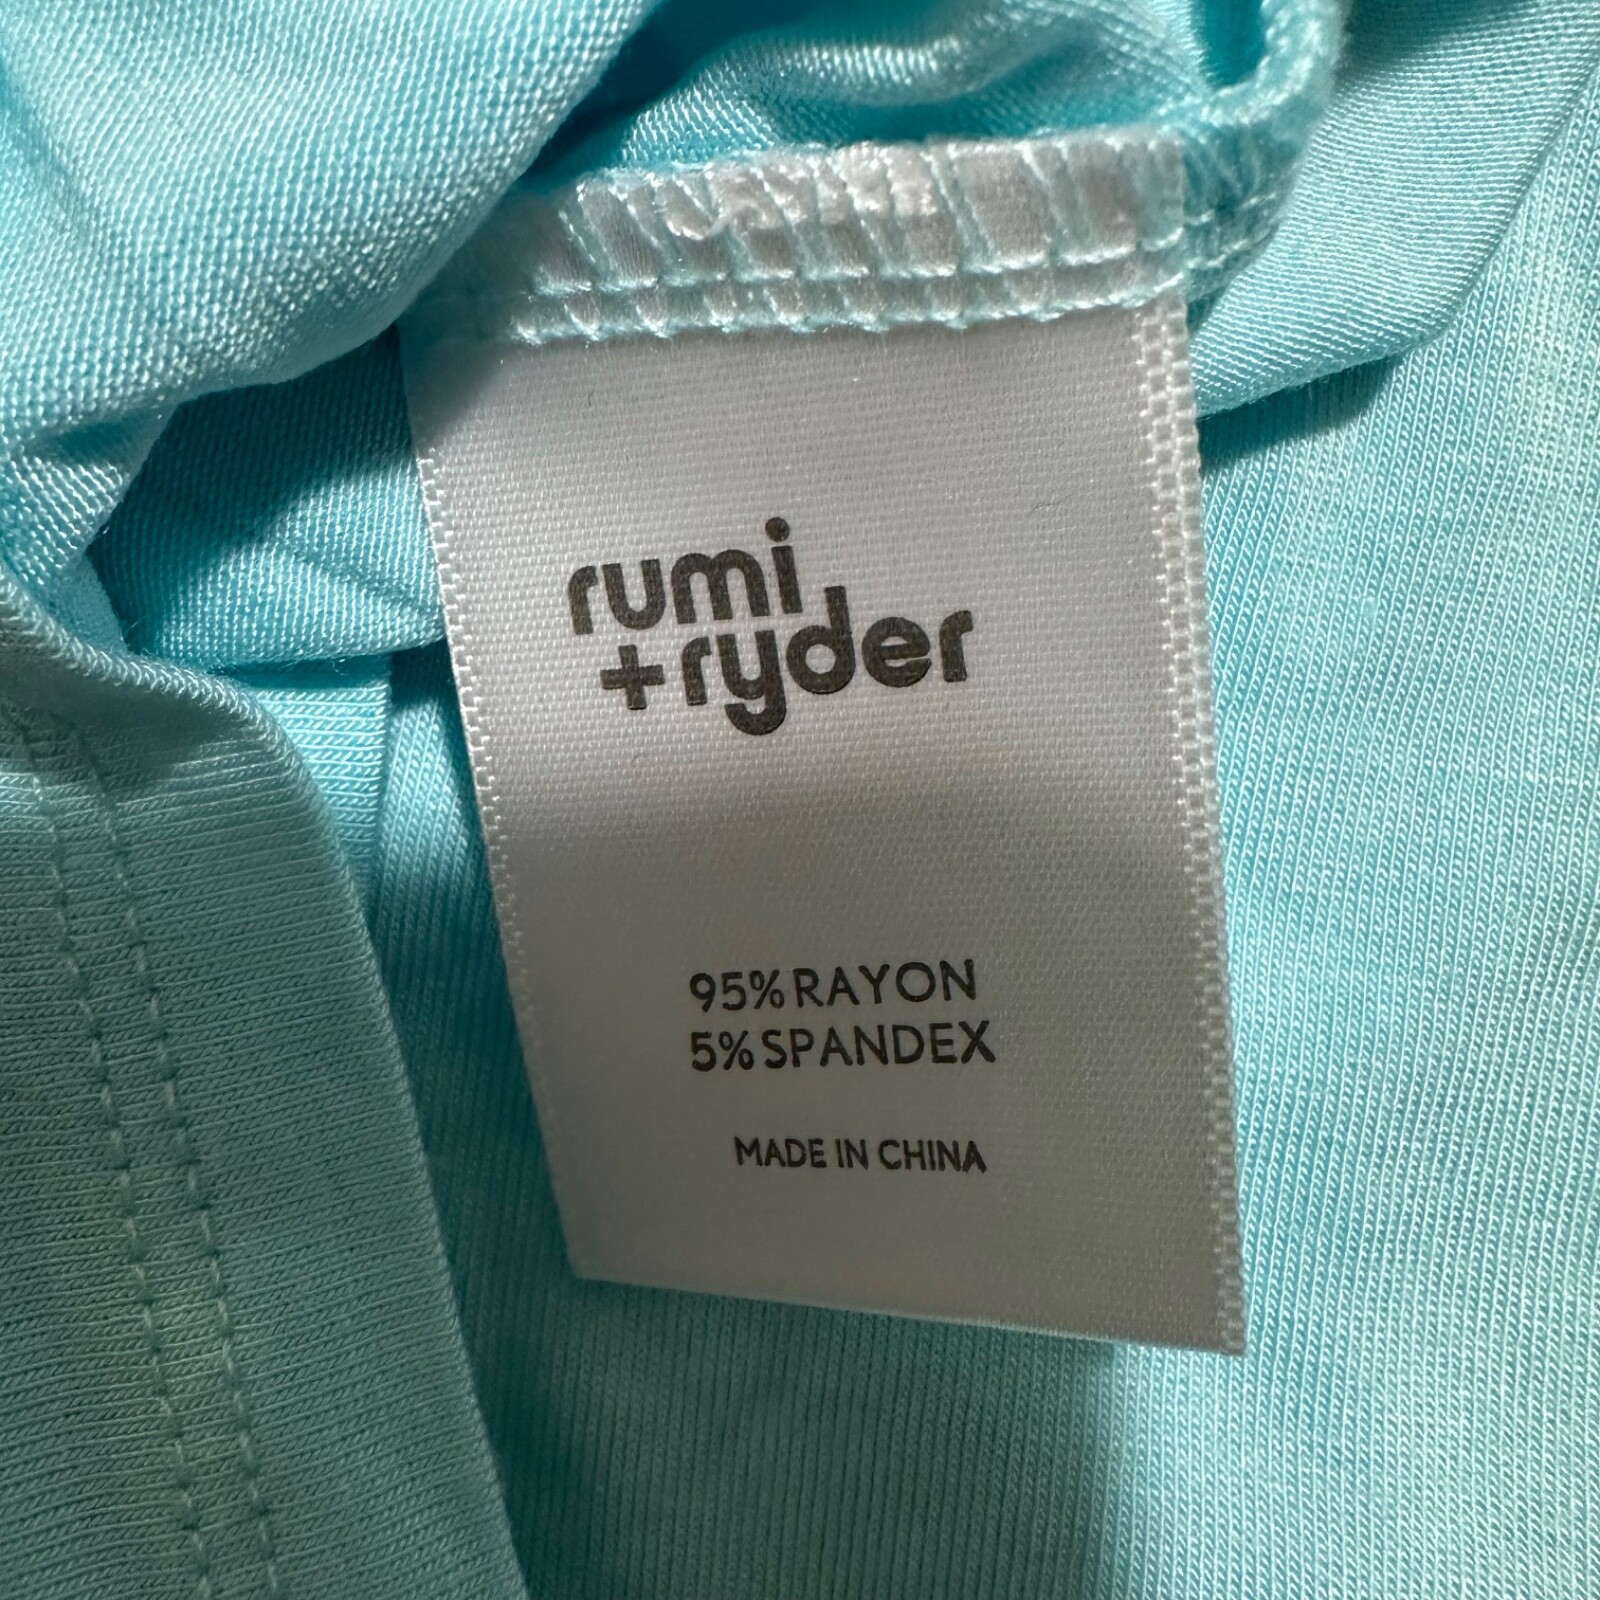 rumi
+ryder
95% RAYON
5% SPANDEX
MADE IN CHINA